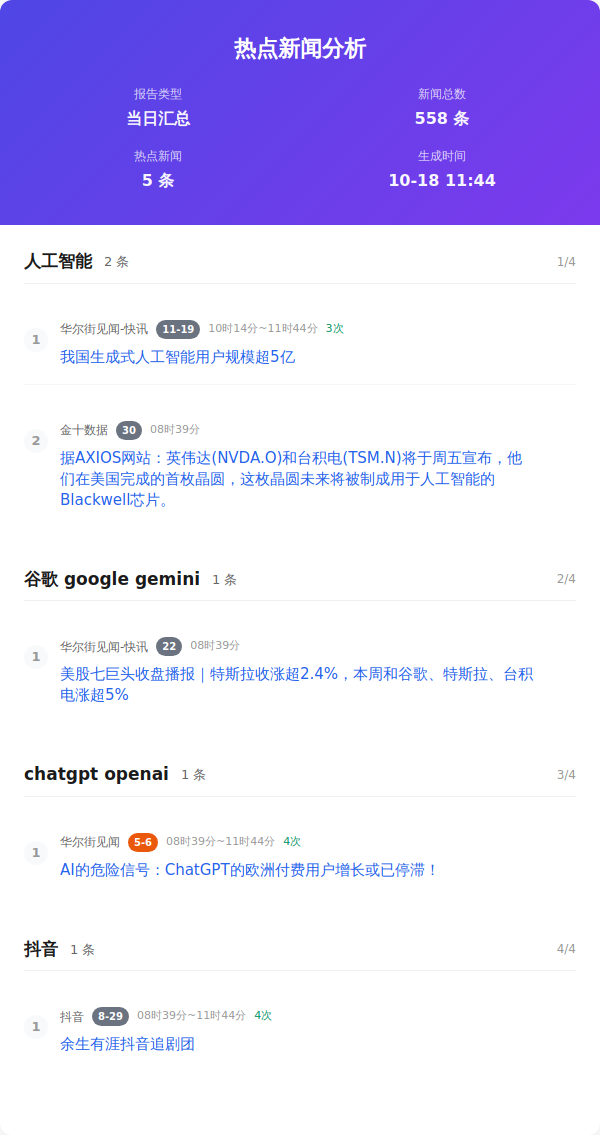 热点新闻分析
报告类型
新闻总数
当日汇总
558 条
热点新闻
生成时间
5 条
10-18 11:44
人工智能 2 条 1/4
1 华尔街见闻-快讯 11-19 10时14分~11时44分 3次
我国生成式人工智能用户规模超5亿
2 金十数据 30 08时39分
据AXIOS网站：英伟达(NVDA.O)和台积电(TSM.N)将于周五宣布，他
们在美国完成的首枚晶圆，这枚晶圆未来将被制成用于人工智能的
Blackwell芯片。
谷歌 google gemini 1 条 2/4
1 华尔街见闻-快讯 22 08时39分
美股七巨头收盘播报｜特斯拉收涨超2.4%，本周和谷歌、特斯拉、台积
电涨超5%
chatgpt openai 1 条 3/4
1 华尔街见闻 5-6 08时39分~11时44分 4次
AI的危险信号：ChatGPT的欧洲付费用户增长或已停滞！
抖音 1 条 4/4
1 抖音 8-29 08时39分~11时44分 4次
余生有涯抖音追剧团